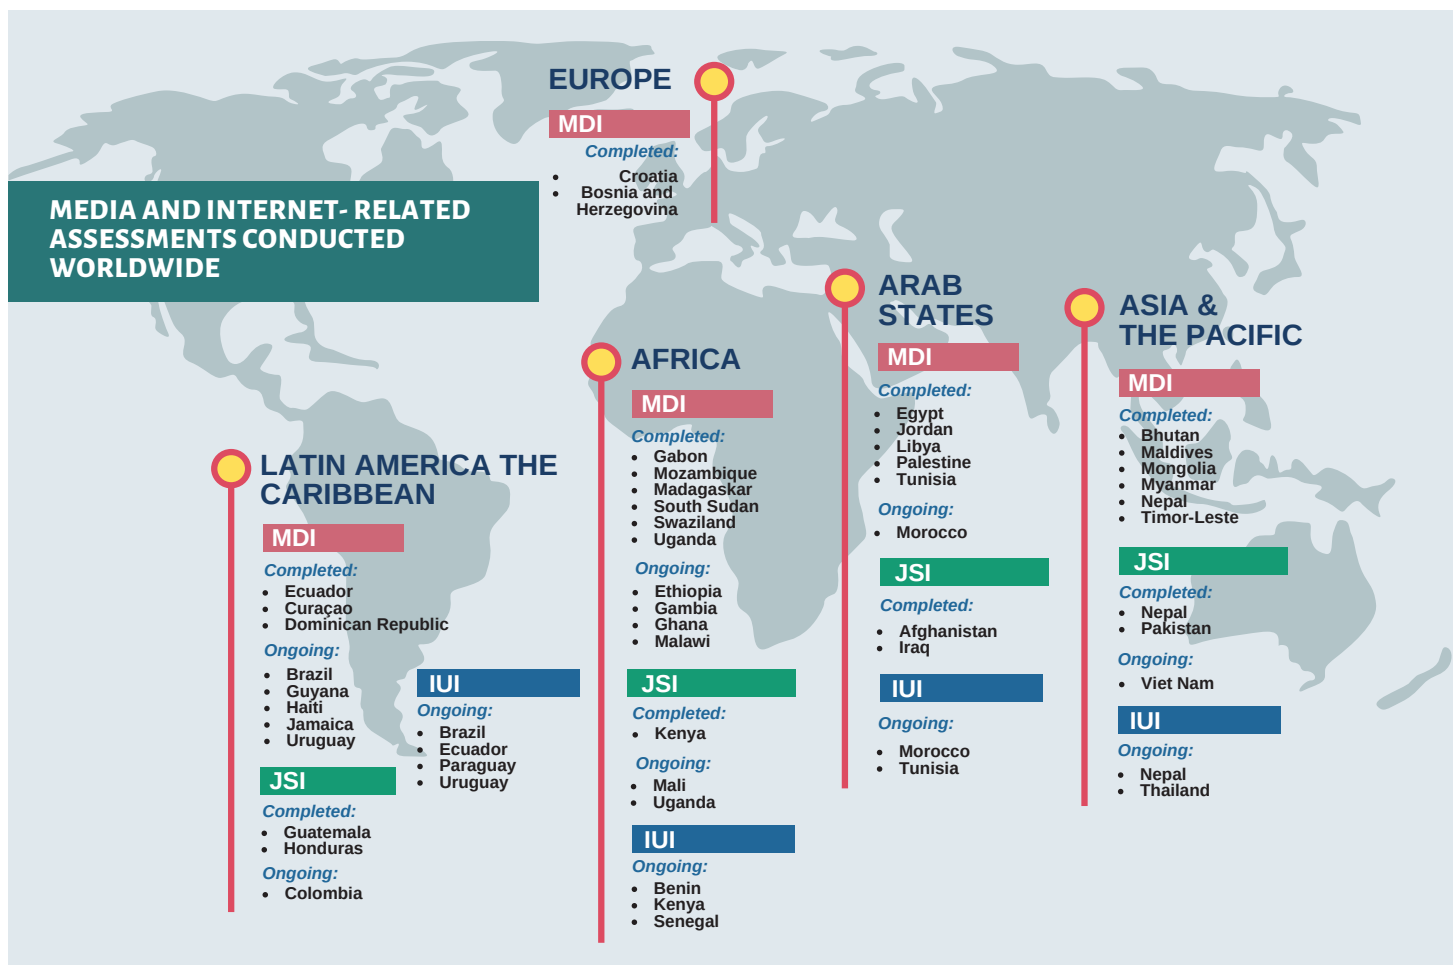 MEDIA AND INTERNET- RELATED
ASSESSMENTS CONDUCTED
WORLDWIDE
EUROPE
MDI
Completed:
• Croatia
• Bosnia and
Herzegovina
LATIN AMERICA THE
CARIBBEAN
MDI
Completed:
• Ecuador
• Curaçao
• Dominican Republic
Ongoing:
• Brazil
• Guyana
• Haiti
• Jamaica
• Uruguay
JSI
Completed:
• Guatemala
• Honduras
Ongoing:
• Colombia
IUI
Ongoing:
• Brazil
• Ecuador
• Paraguay
• Uruguay
AFRICA
MDI
Completed:
• Gabon
• Mozambique
• Madagaskar
• South Sudan
• Swaziland
• Uganda
Ongoing:
• Ethiopia
• Gambia
• Ghana
• Malawi
JSI
Completed:
• Kenya
Ongoing:
• Mali
• Uganda
IUI
Ongoing:
• Benin
• Kenya
• Senegal
ARAB
STATES
MDI
Completed:
• Egypt
• Jordan
• Libya
• Palestine
• Tunisia
Ongoing:
• Morocco
JSI
Completed:
• Afghanistan
• Iraq
IUI
Ongoing:
• Morocco
• Tunisia
ASIA &
THE PACIFIC
MDI
Completed:
• Bhutan
• Maldives
• Mongolia
• Myanmar
• Nepal
• Timor-Leste
JSI
Completed:
• Nepal
• Pakistan
Ongoing:
• Viet Nam
IUI
Ongoing:
• Nepal
• Thailand